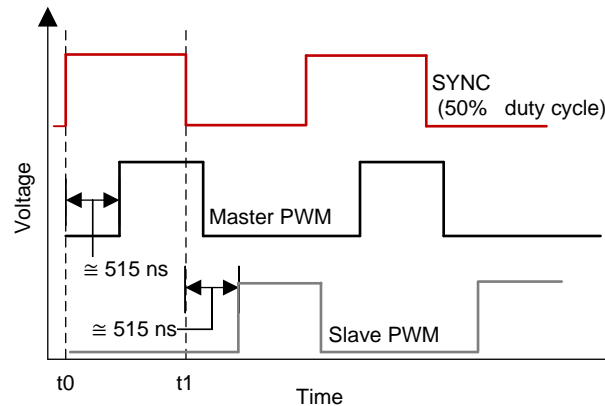 SYNC
(50% duty cycle)
Voltage
Master PWM
≅ 515 ns
≅ 515 ns
Slave PWM
t0
t1
Time